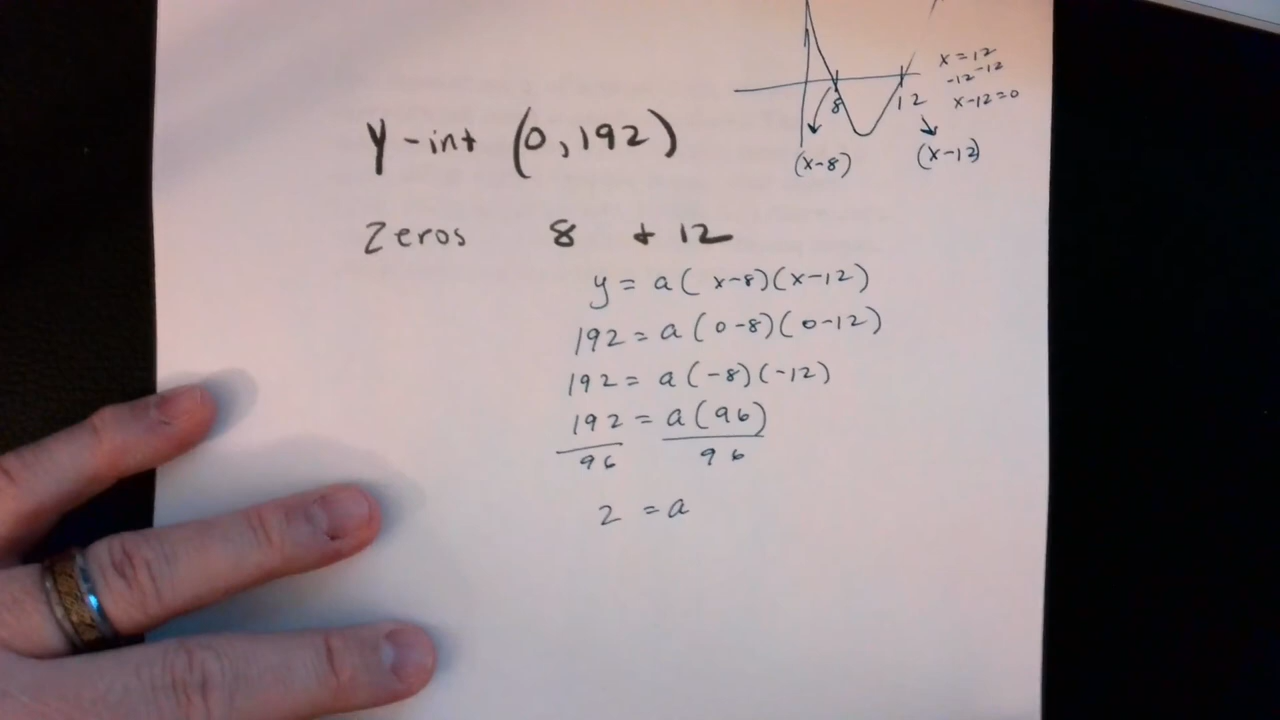 x = 12
-12 -12
x-12=0
8
12
(x-8)
(x-12)
y-int (0,192)
Zeros 8 + 12
y = a(x-8)(x-12)
192 = a(0-8)(0-12)
192 = a(-8)(-12)
192 = a(96)
96 96
2 = a